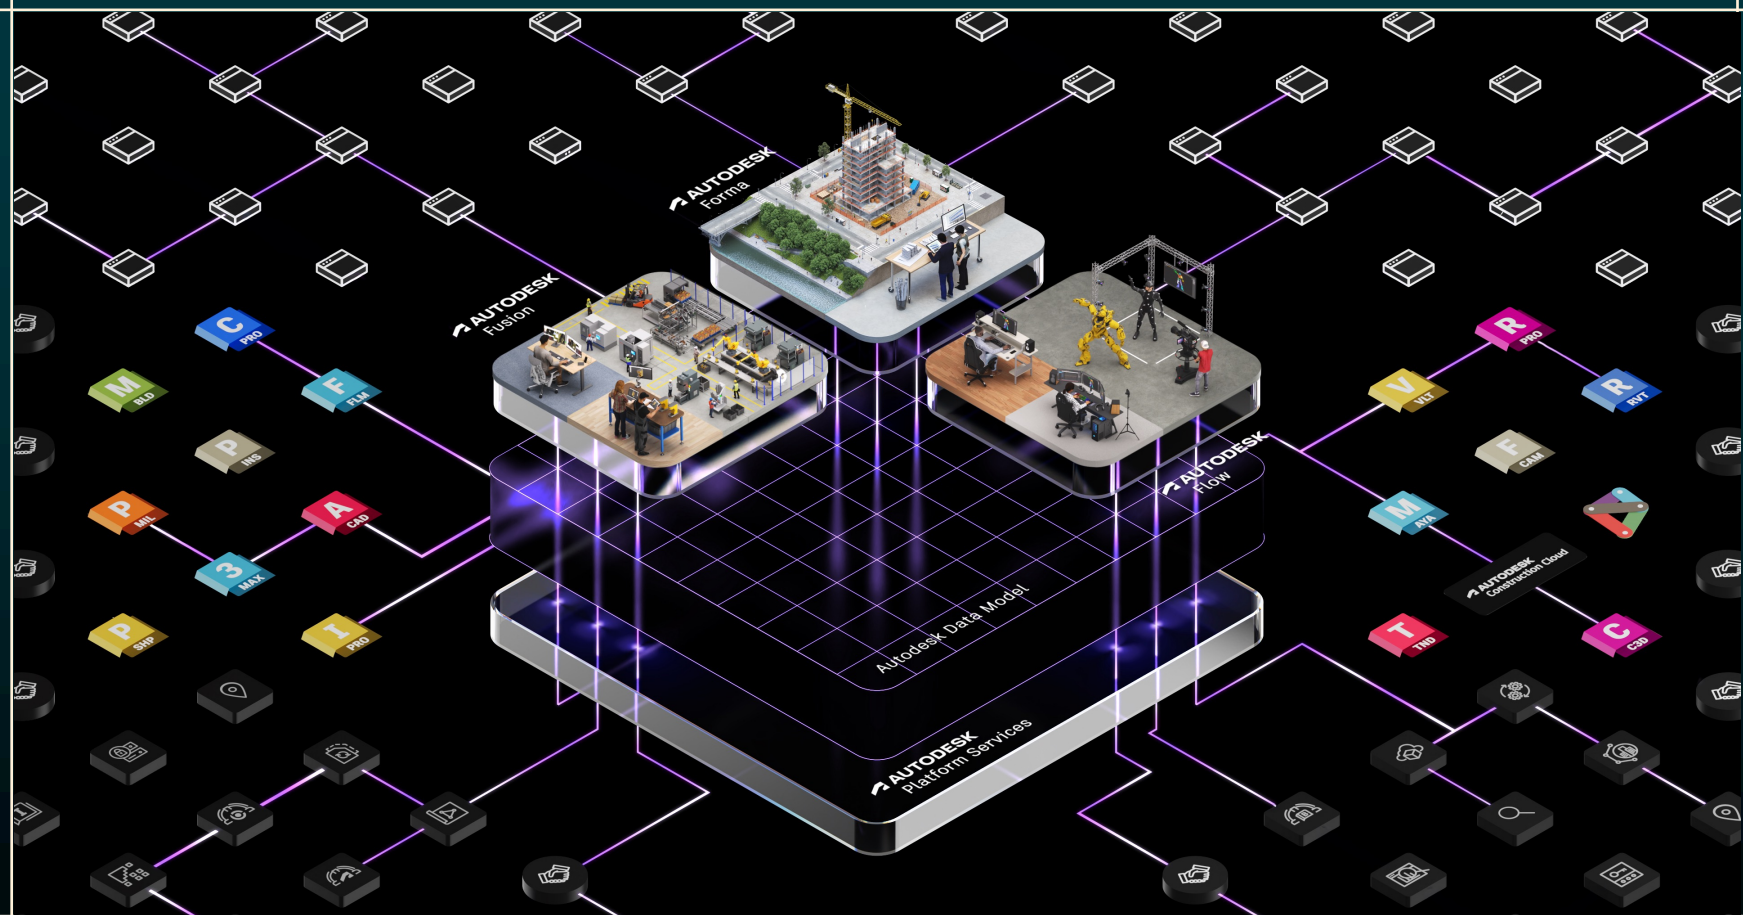 AUTODESK
Forma
AUTODESK
Fusion
C
PRO
R
PRO
M
BLD
F
FLM
V
VLT
R
RVT
P
INS
AUTODESK
Flow
F
CAM
P
MIL
A
CAD
M
AYA
3
MAX
AUTODESK
Construction Cloud
Autodesk Data Model
P
SHP
I
PRO
T
TND
C
C3D
AUTODESK
Platform Services